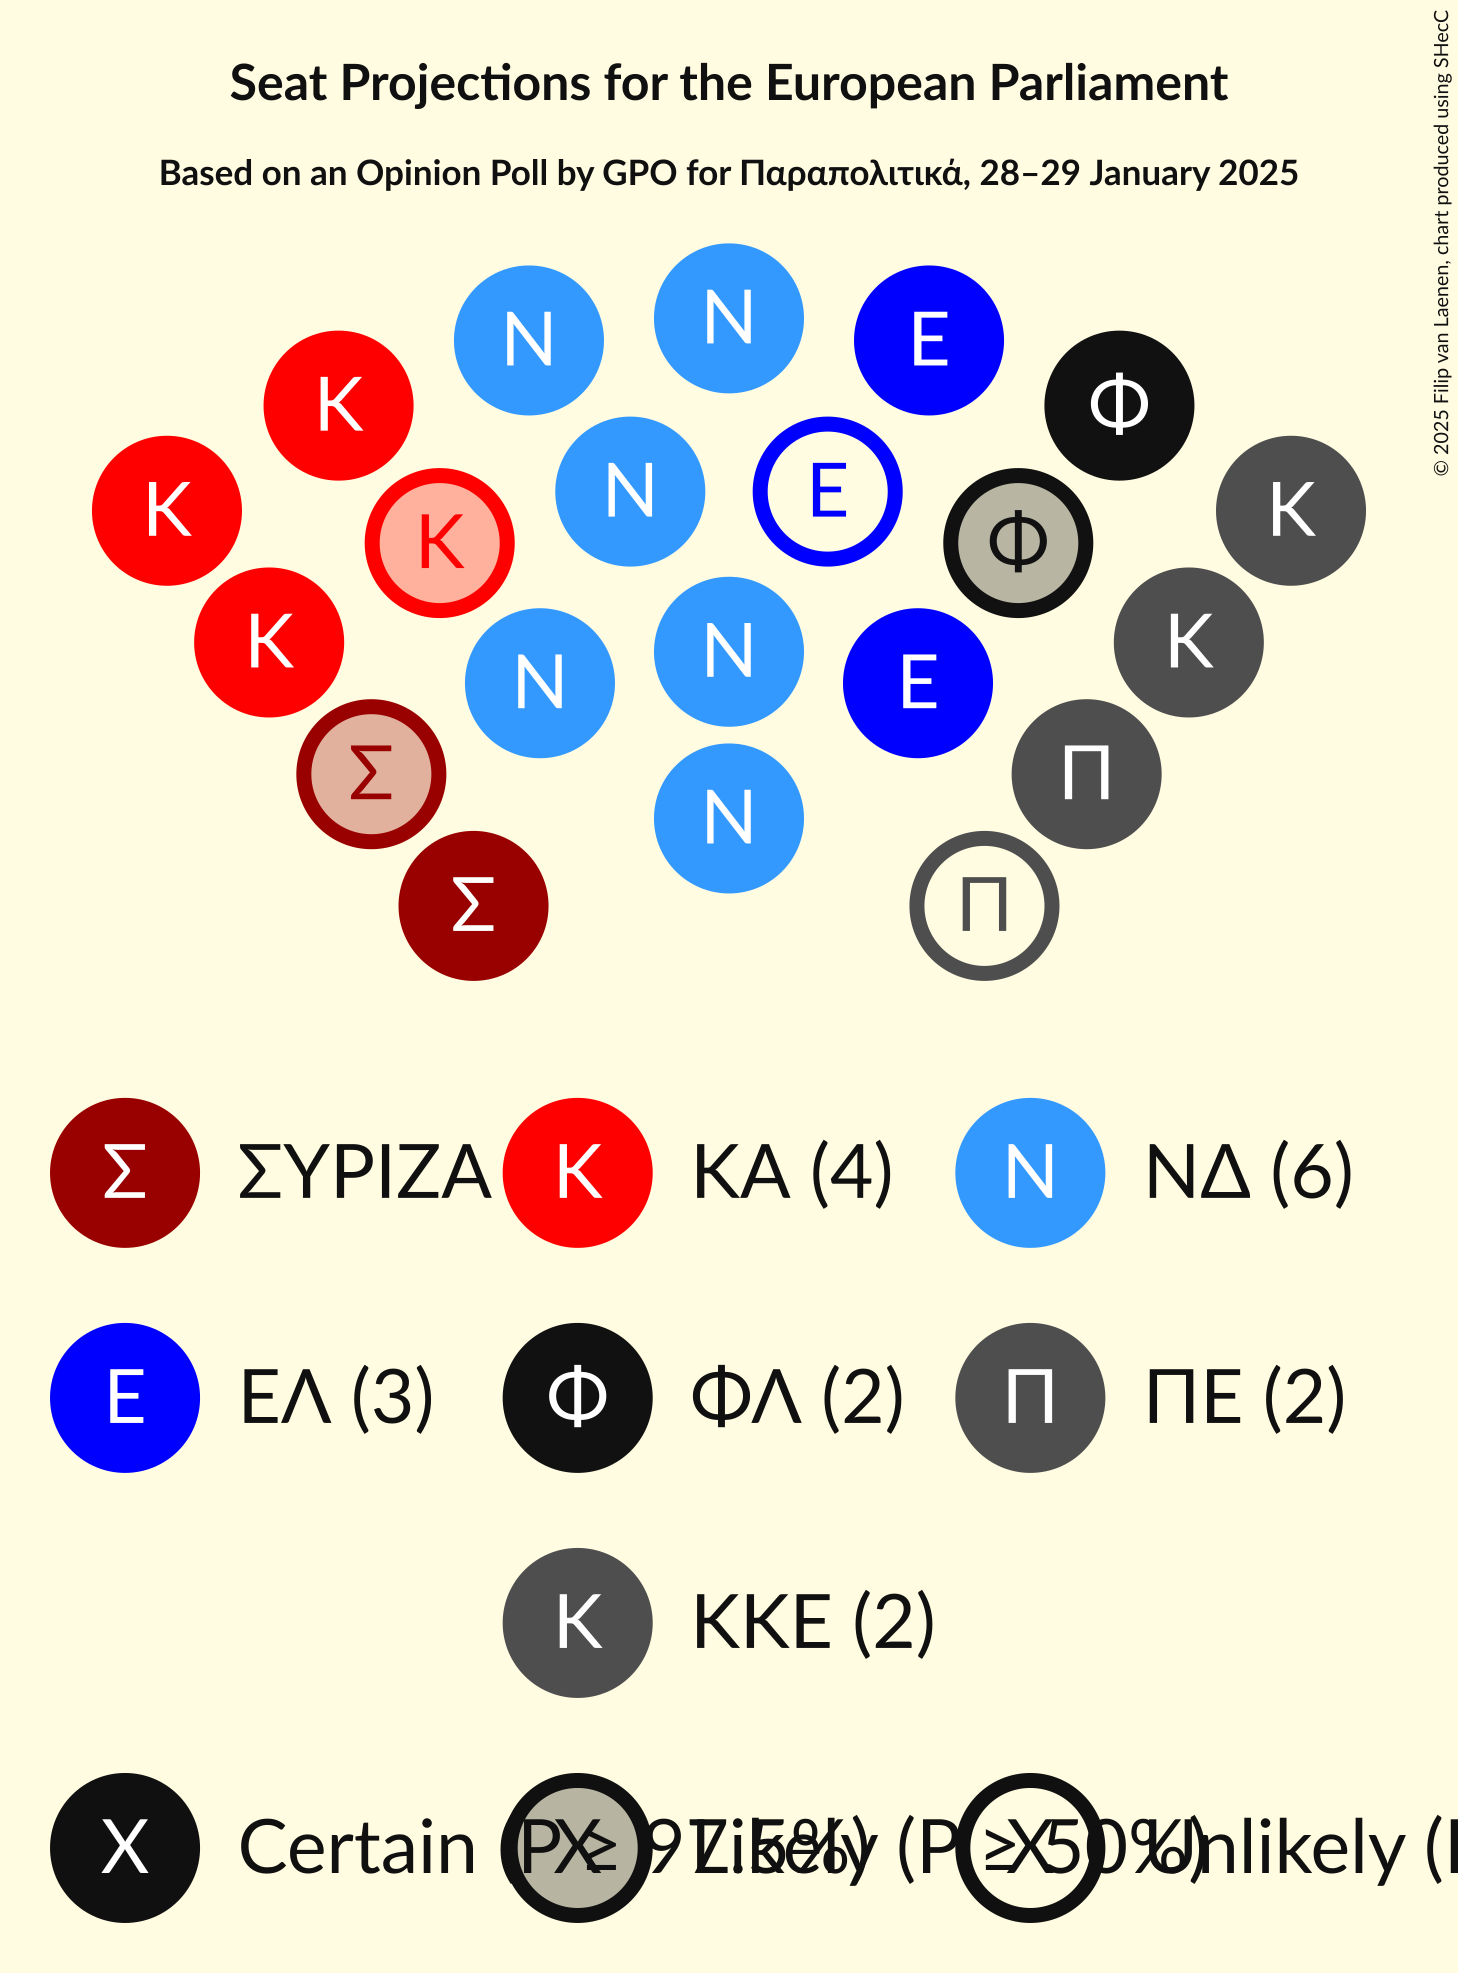 Seat Projections for the European Parliament
Based on an Opinion Poll by GPO for Παραπολιτικά, 28–29 January 2025
© 2025 Filip van Laenen, chart produced using SHecC
N
N Ε
Κ Φ
Ν Ε
Κ Κ
Κ Φ
Κ Ν Κ
Ν Ε
Σ Π
Ν
Σ Π
Σ ΣΥΡΙΖΑ Κ ΚΑ (4) Ν ΝΔ (6)
Ε ΕΛ (3) Φ ΦΛ (2) Π ΠΕ (2)
Κ ΚΚΕ (2)
X Certain (P ≥ 97.5%) X Likely (P ≥ 50%) X Unlikely (